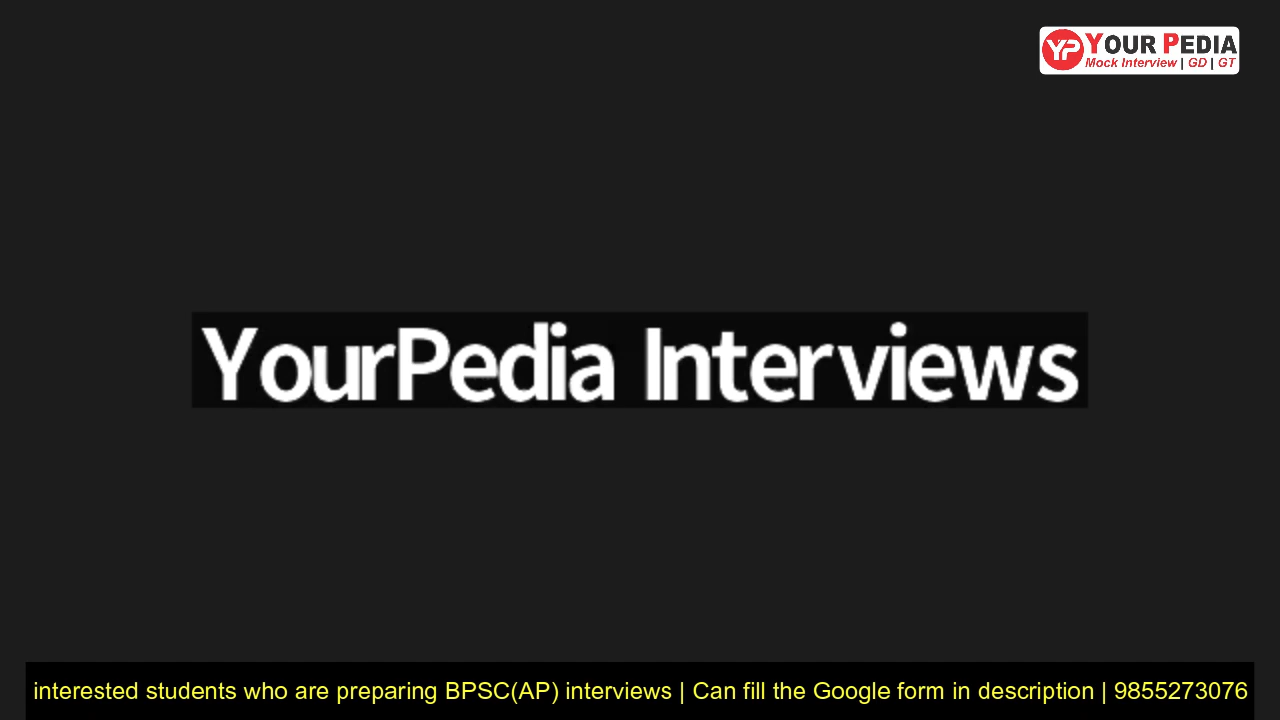 YP YOUR PEDIA
Mock Interview | GD | GT
YourPedia Interviews
interested students who are preparing BPSC(AP) interviews | Can fill the Google form in description | 9855273076